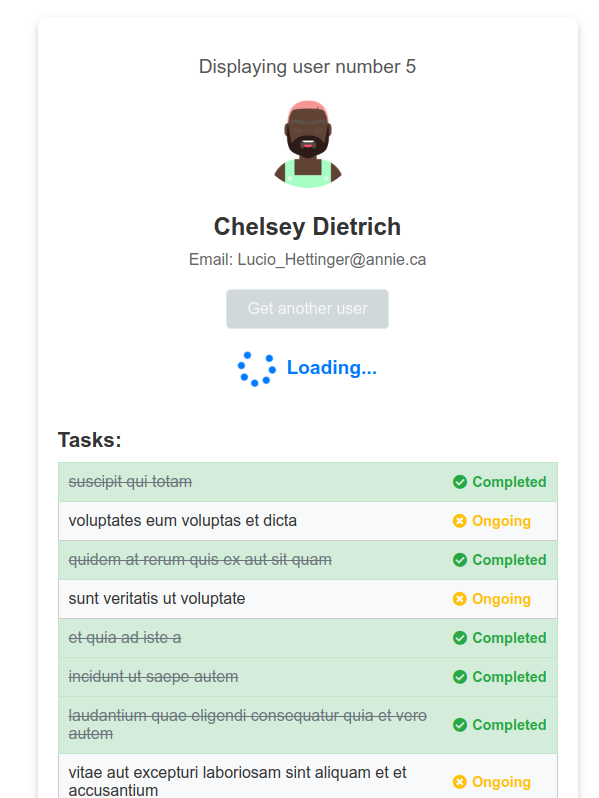 Displaying user number 5
Chelsey Dietrich
Email: Lucio_Hettinger@annie.ca
Get another user
Loading...
Tasks:
suscipit qui totam Completed
voluptates eum voluptas et dicta Ongoing
quidem at rerum quis ex aut sit quam Completed
sunt veritatis ut voluptate Ongoing
et quia ad iste a Completed
incidunt ut saepe autem Completed
laudantium quae eligendi consequatur quia et vero
autem Completed
vitae aut excepturi laboriosam sint aliquam et et
accusantium Ongoing